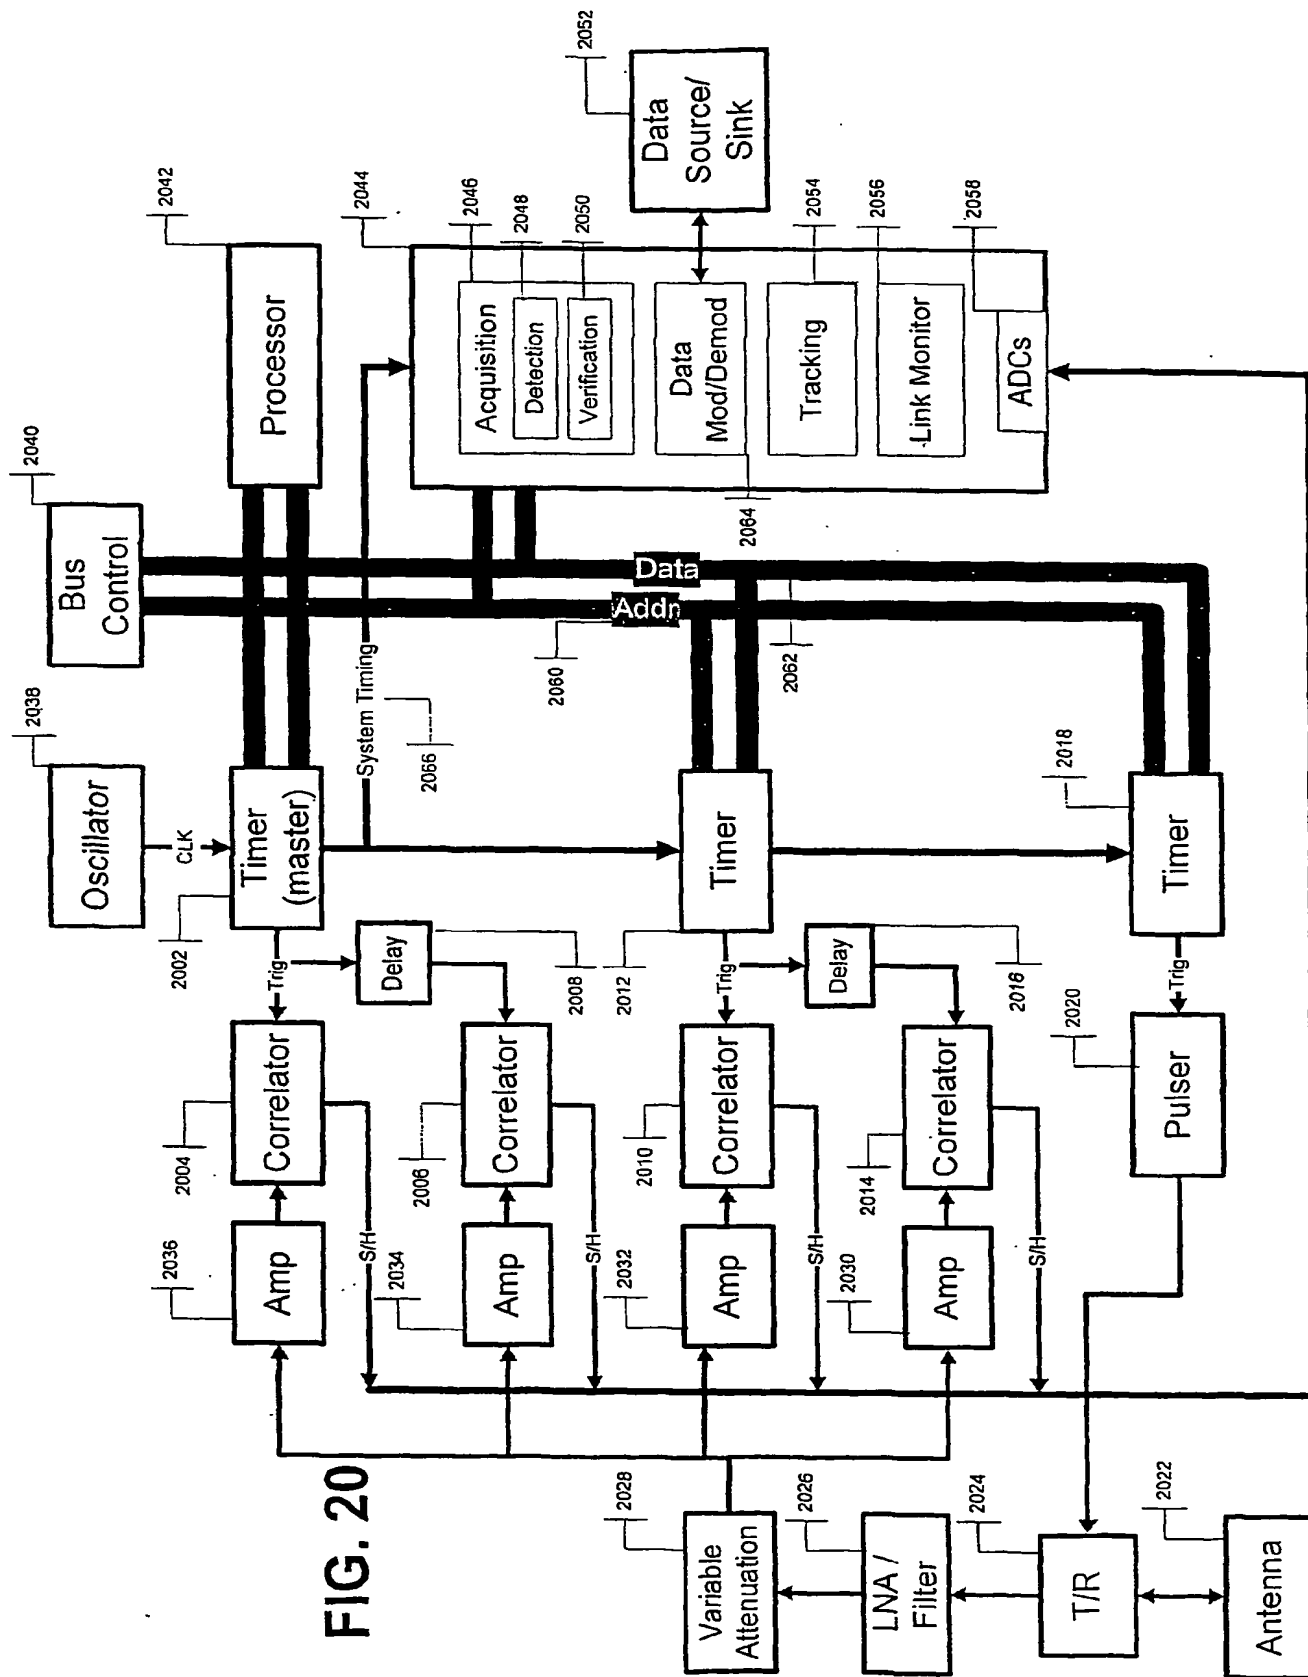 FIG. 20
2036
Amp
2004
Correlator
Trig
2002
Timer
(master)
CLK
2038
Oscillator
2040
Bus
Control
2042
Processor
S/H
Delay
2008
System Timing
2066
2034
Amp
2006
Correlator
S/H
2044
2046
Acquisition
2048
Detection
2050
Verification
2052
Data
Source/
Sink
Data
Mod/Demod
2064
2054
Tracking
2056
Link Monitor
2058
ADCs
Data
Addr
2060
2062
2028
Variable
Attenuation
2032
Amp
2010
Correlator
Trig
2012
Timer
S/H
Delay
2016
2026
LNA /
Filter
2030
Amp
2014
Correlator
S/H
2024
T/R
2022
Antenna
2020
Pulser
Trig
2018
Timer